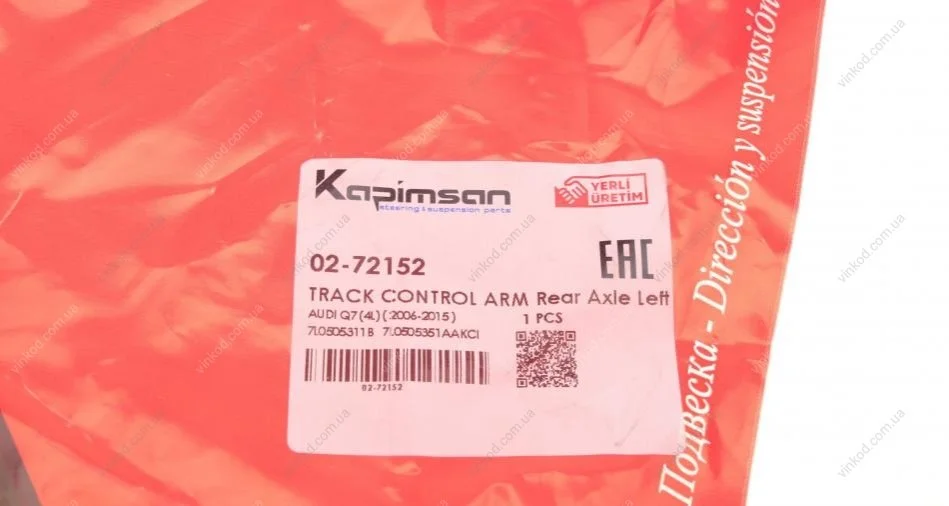 Kapimsan
steering & suspension parts
YERLİ
ÜRETİM
02-72152
EAC
TRACK CONTROL ARM Rear Axle Left
AUDI Q7 (4L) (2006-2015)
1 PCS
7L0505311B 7L0505351AAKCI
02-72152
Подвеска - Dirección y suspensión
vinkod.com.ua